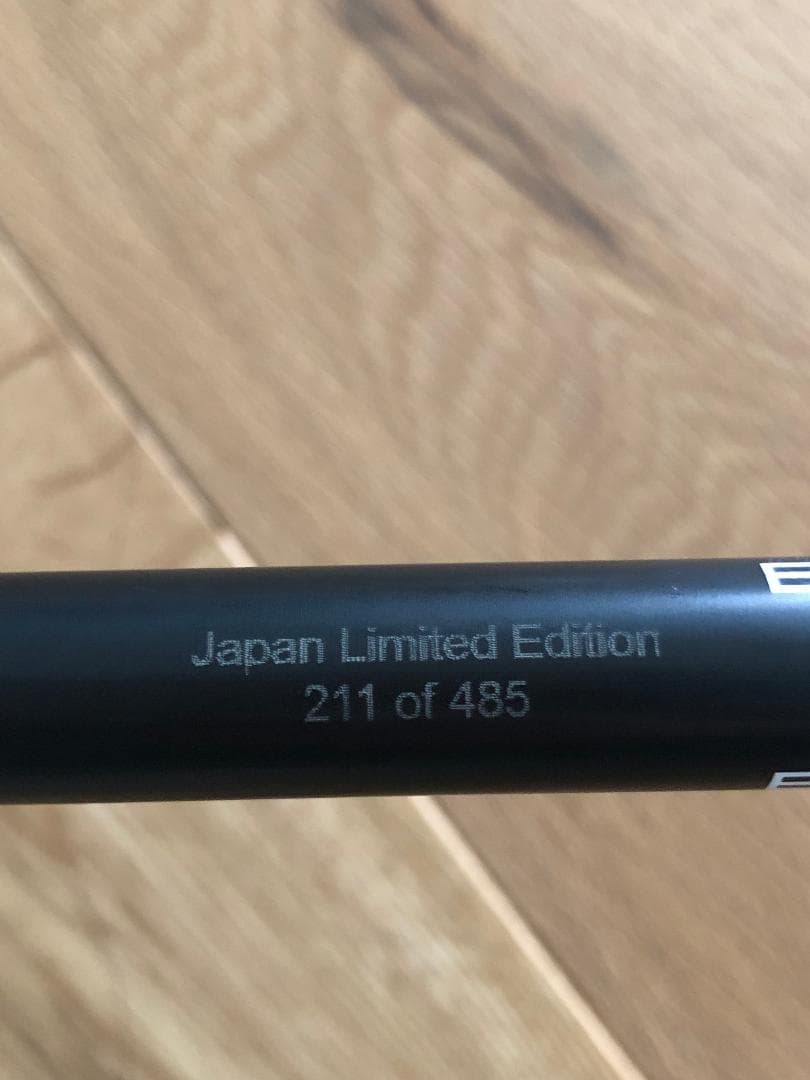 Japan Limited Edition
211 of 485